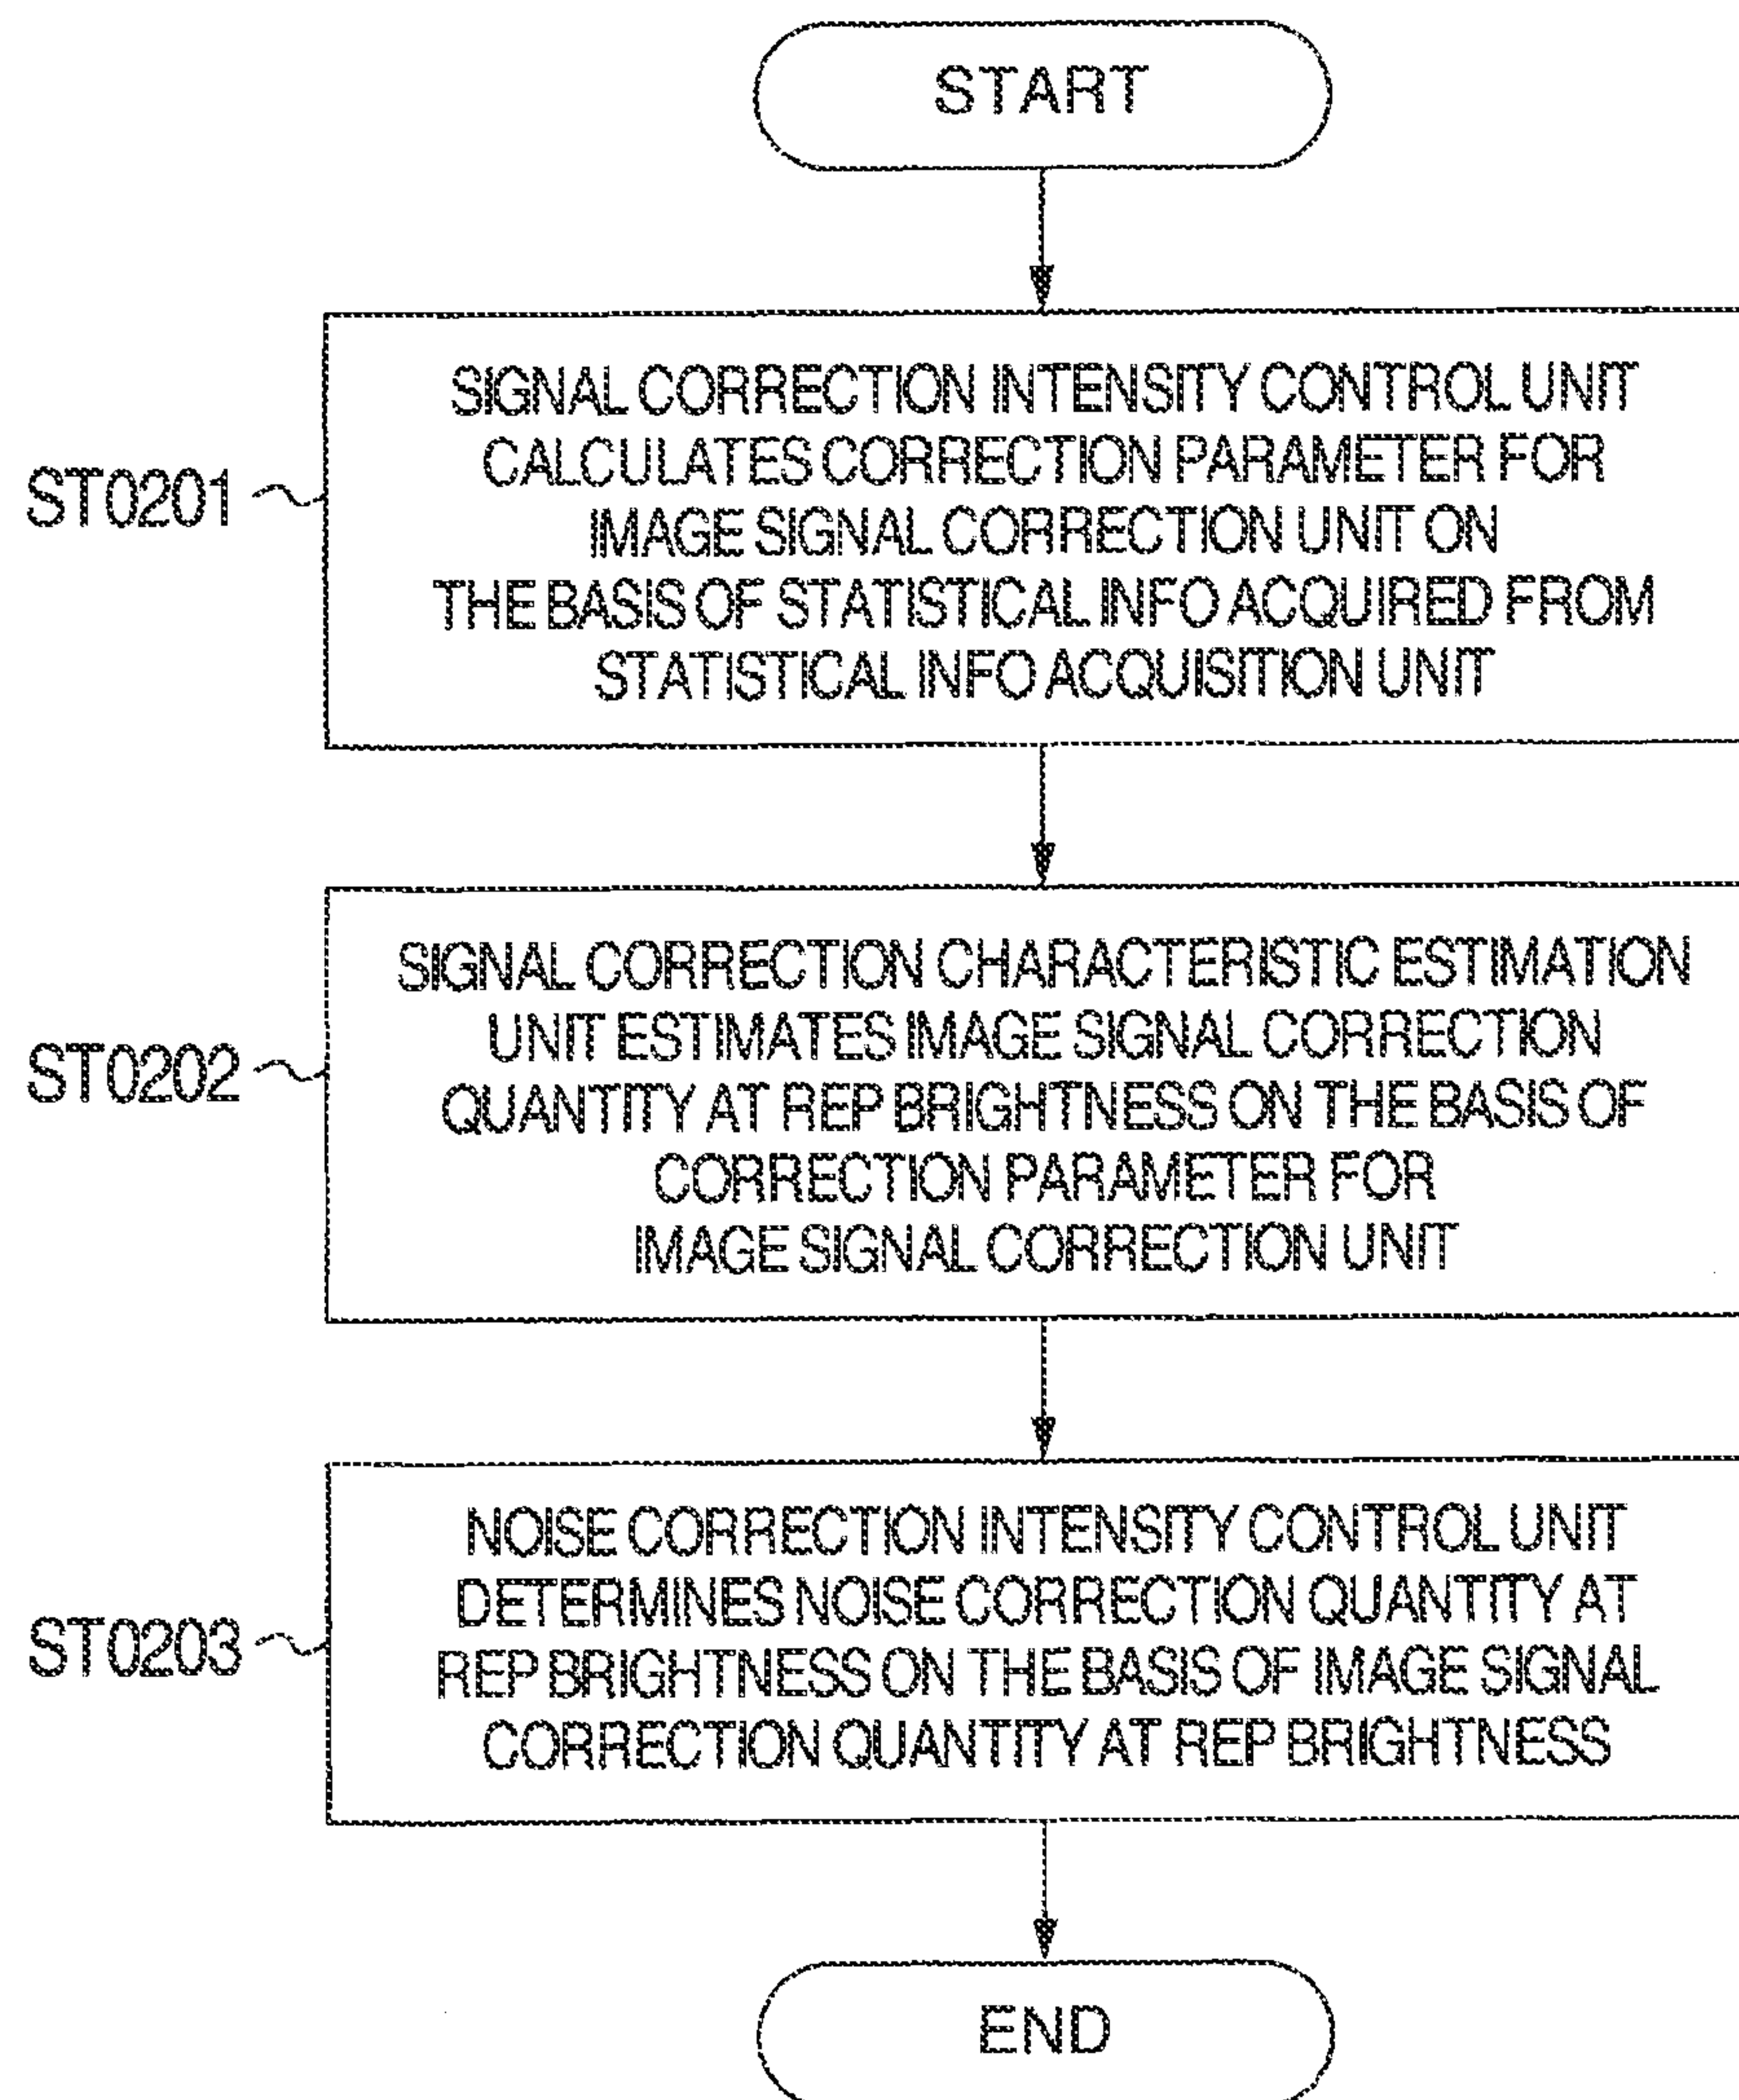 START
ST0201
SIGNAL CORRECTION INTENSITY CONTROL UNIT
CALCULATES CORRECTION PARAMETER FOR
IMAGE SIGNAL CORRECTION UNIT ON
THE BASIS OF STATISTICAL INFO ACQUIRED FROM
STATISTICAL INFO ACQUISITION UNIT
ST0202
SIGNAL CORRECTION CHARACTERISTIC ESTIMATION
UNIT ESTIMATES IMAGE SIGNAL CORRECTION
QUANTITY AT REP BRIGHTNESS ON THE BASIS OF
CORRECTION PARAMETER FOR
IMAGE SIGNAL CORRECTION UNIT
ST0203
NOISE CORRECTION INTENSITY CONTROL UNIT
DETERMINES NOISE CORRECTION QUANTITY AT
REP BRIGHTNESS ON THE BASIS OF IMAGE SIGNAL
CORRECTION QUANTITY AT REP BRIGHTNESS
END